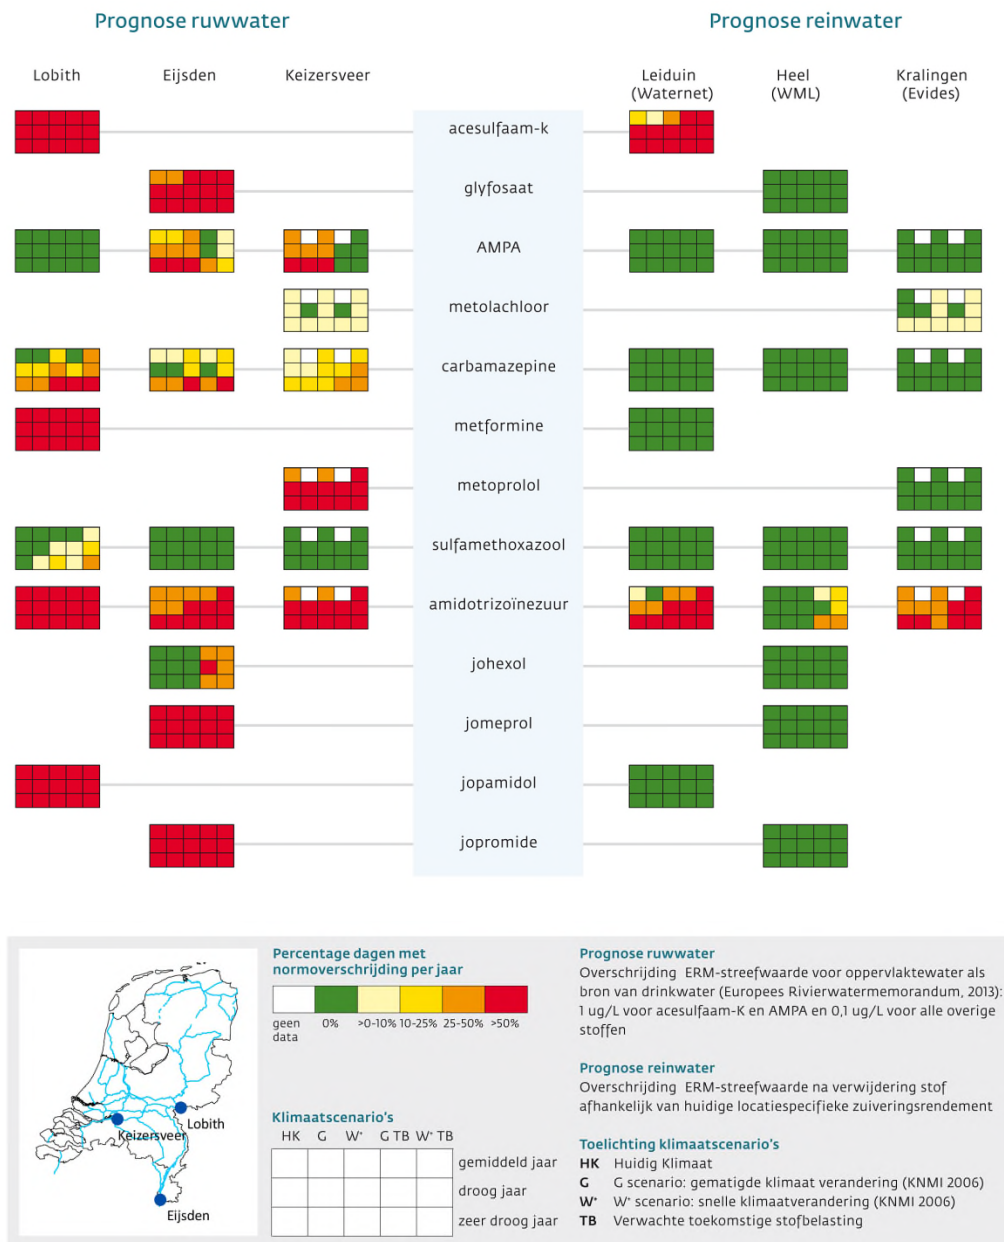 Prognose ruwwater
Prognose reinwater
Lobith
Eijsden
Keizersveer
Leiduin
(Waternet)
Heel
(WML)
Kralingen
(Evides)
acesulfaam-k
glyfosaat
AMPA
metolachloor
carbamazepine
metformine
metoprolol
sulfamethoxazool
amidotrizoïnezuur
johexol
jomeprol
jopamidol
jopromide
Keizersveer
Lobith
Eijsden
Percentage dagen met
normoverschrijding per jaar
geen
data
0%
>0-10%
10-25%
25-50%
>50%
Klimaatscenario's
HK G W+ G TB W+ TB
gemiddeld jaar
droog jaar
zeer droog jaar
Prognose ruwwater
Overschrijding ERM-streefwaarde voor oppervlaktewater als
bron van drinkwater (Europees Rivierwatermemorandum, 2013):
1 ug/L voor acesulfaam-K en AMPA en 0,1 ug/L voor alle overige
stoffen
Prognose reinwater
Overschrijding ERM-streefwaarde na verwijdering stof
afhankelijk van huidige locatiespecifieke zuiveringsrendement
Toelichting klimaatscenario's
HK Huidig Klimaat
G G scenario: gematigde klimaat verandering (KNMI 2006)
W+ W+ scenario: snelle klimaatverandering (KNMI 2006)
TB Verwachte toekomstige stofbelasting